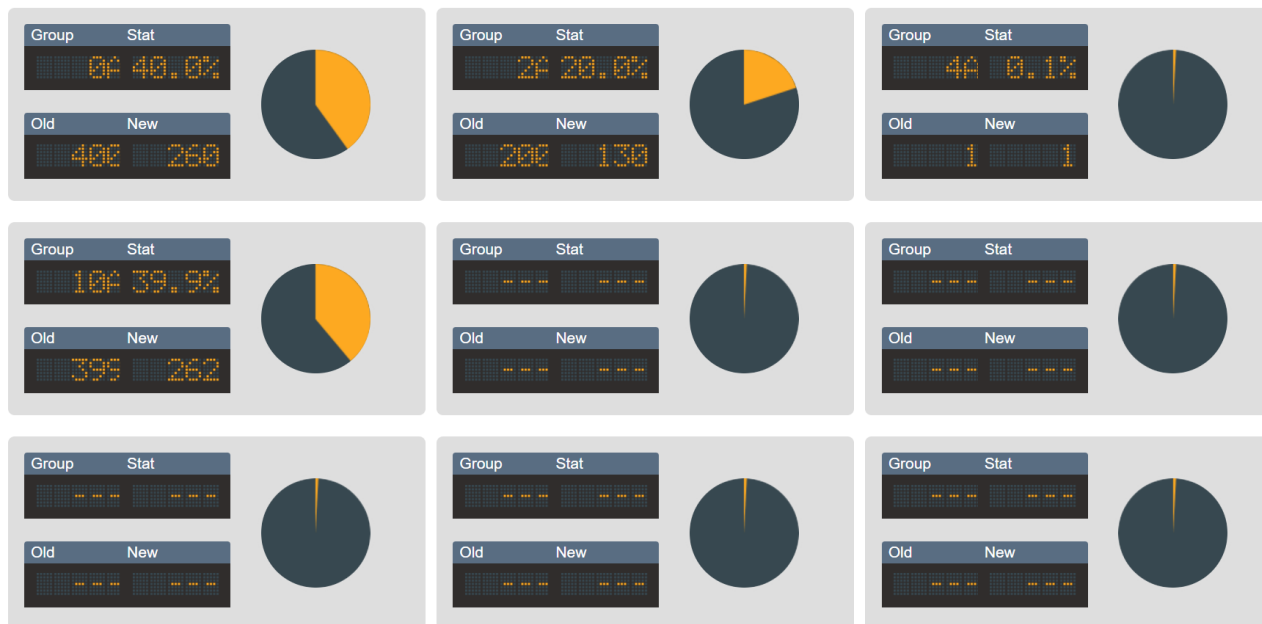 Group Stat
0A 40.0%
Old New
400 260
Group Stat
2A 20.0%
Old New
200 130
Group Stat
4A 0.1%
Old New
1 1
Group Stat
10A 39.9%
Old New
399 262
Group Stat
--- ---
Old New
--- ---
Group Stat
--- ---
Old New
--- ---
Group Stat
--- ---
Old New
--- ---
Group Stat
--- ---
Old New
--- ---
Group Stat
--- ---
Old New
--- ---